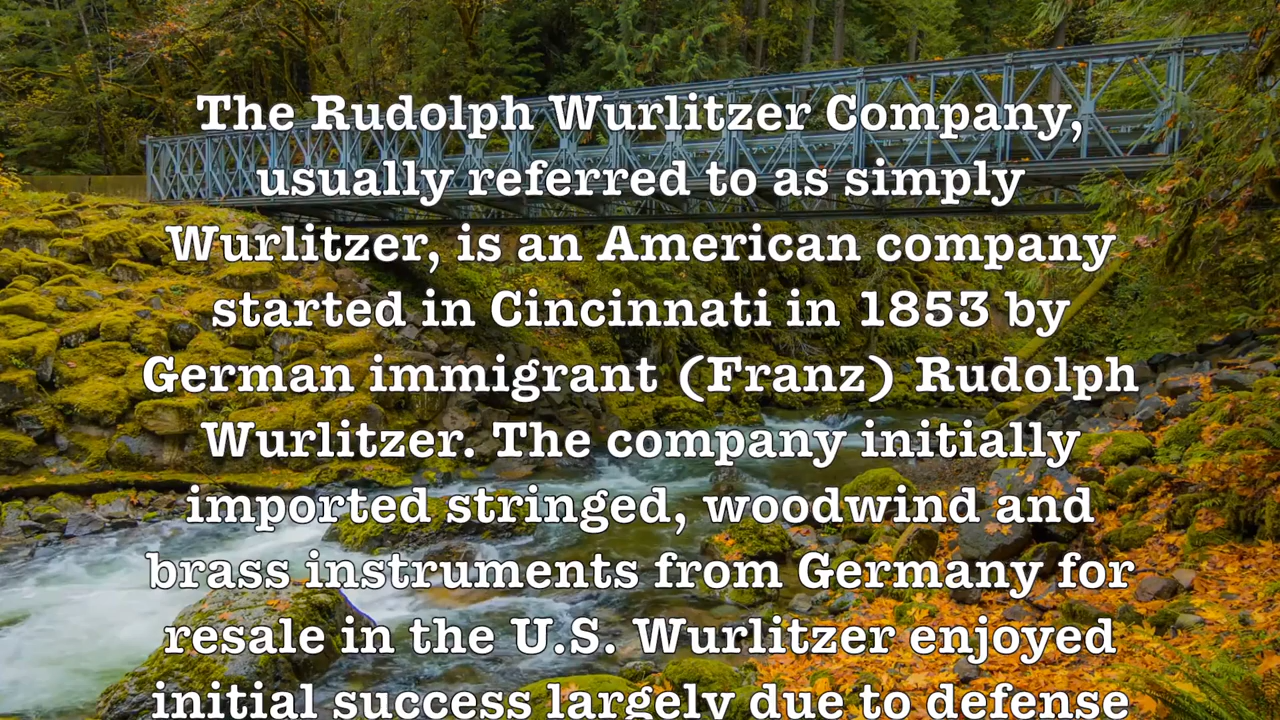 The Rudolph Wurlitzer Company,
usually referred to as simply
Wurlitzer, is an American company
started in Cincinnati in 1853 by
German immigrant (Franz) Rudolph
Wurlitzer. The company initially
imported stringed, woodwind and
brass instruments from Germany for
resale in the U.S. Wurlitzer enjoyed
initial success largely due to defense